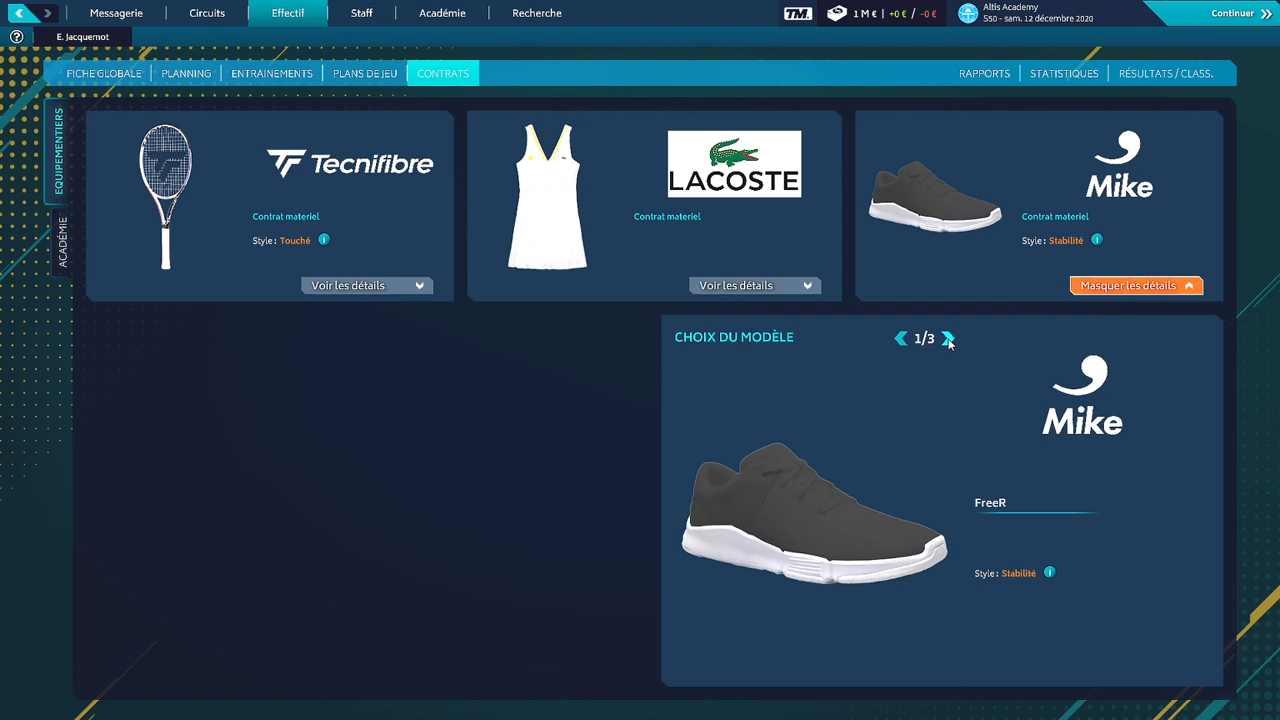 Messagerie
Circuits
Effectif
Staff
Académie
Recherche
TM.
1 M € | +0 € / -0 €
Altis Academy
550 - sam. 12 décembre 2020
Continuer
?
E. Jacquemot
FICHE GLOBALE
PLANNING
ENTRAINEMENTS
PLANS DE JEU
CONTRATS
RAPPORTS
STATISTIQUES
RÉSULTATS / CLASS.
EQUIPEMENTIERS
ACADÉMIE
Tecnifibre
Contrat materiel
Style : Touché i
Voir les détails
LACOSTE
Contrat materiel
Voir les détails
Mike
Contrat materiel
Style : Stabilité i
Masquer les détails
CHOIX DU MODÈLE
1/3
Mike
FreeR
Style : Stabilité i